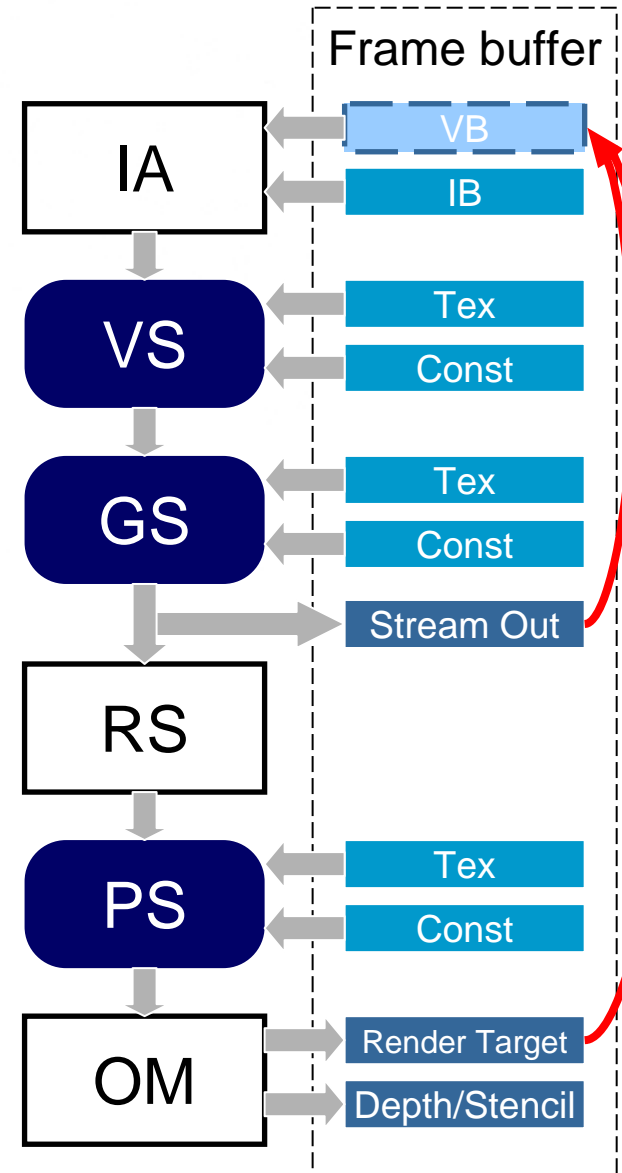 Frame buffer
IA
VB
IB
VS
Tex
Const
GS
Tex
Const
Stream Out
RS
PS
Tex
Const
OM
Render Target
Depth/Stencil